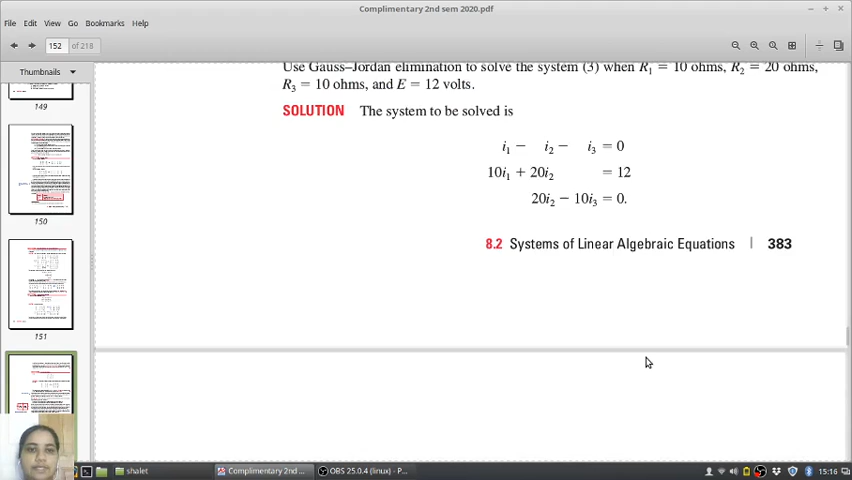 Complimentary 2nd sem 2020.pdf
File Edit View Go Bookmarks Help
152 of 218
Thumbnails
149
150
151
Use Gauss–Jordan elimination to solve the system (3) when R₁ = 10 ohms, R₂ = 20 ohms,
R₃ = 10 ohms, and E = 12 volts.
SOLUTION The system to be solved is
i₁ − i₂ − i₃ = 0
10i₁ + 20i₂ = 12
20i₂ − 10i₃ = 0.
8.2 Systems of Linear Algebraic Equations | 383
shalet
Complimentary 2nd ...
OBS 25.0.4 (linux) - P...
15:16